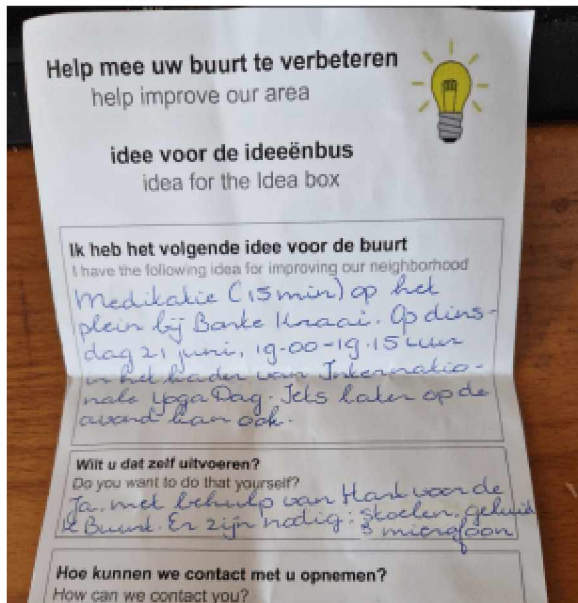 Help mee uw buurt te verbeteren
help improve our area
idee voor de ideeënbus
idea for the Idea box
Ik heb het volgende idee voor de buurt
I have the following idea for improving our neighborhood
Medikatie (15 min) op het
plein bij Bonte Kraai. Op dins-
dag 21 juni, 19.00-19.15 uur
in het kader van Internatio-
nale Yoga Dag. Iets later op de
avond kan ook.
Wilt u dat zelf uitvoeren?
Do you want to do that yourself?
Ja, met behulp van Hart voor de
Buurt. Er zijn nodig: stoelen, geluid
microfoon
Hoe kunnen we contact met u opnemen?
How can we contact you?